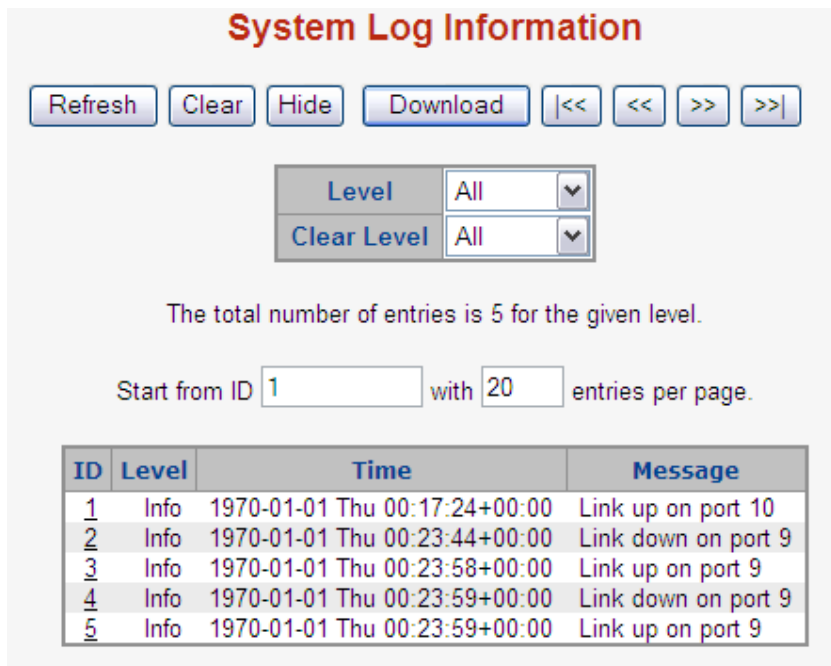 System Log Information
Refresh Clear Hide Download |<< << >> >>|
Level All
Clear Level All
The total number of entries is 5 for the given level.
Start from ID 1 with 20 entries per page.
ID Level Time Message
1 Info 1970-01-01 Thu 00:17:24+00:00 Link up on port 10
2 Info 1970-01-01 Thu 00:23:44+00:00 Link down on port 9
3 Info 1970-01-01 Thu 00:23:58+00:00 Link up on port 9
4 Info 1970-01-01 Thu 00:23:59+00:00 Link down on port 9
5 Info 1970-01-01 Thu 00:23:59+00:00 Link up on port 9